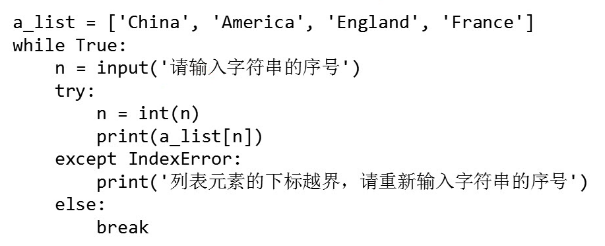 a_list = ['China', 'America', 'England', 'France']
while True:
    n = input('请输入字符串的序号')
    try:
        n = int(n)
        print(a_list[n])
    except IndexError:
        print('列表元素的下标越界，请重新输入字符串的序号')
    else:
        break